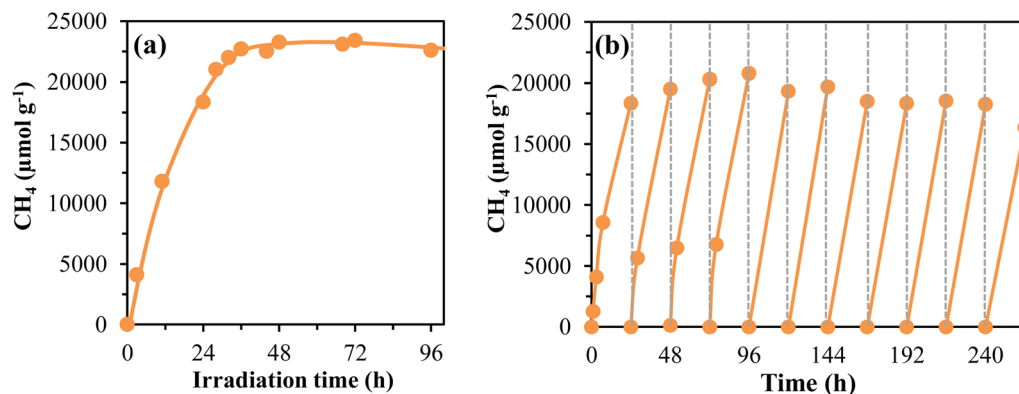 (a)
CH₄ (μmol g⁻¹)
25000
20000
15000
10000
5000
0
0 24 48 72 96
Irradiation time (h)
(b)
CH₄ (μmol g⁻¹)
25000
20000
15000
10000
5000
0
0 48 96 144 192 240
Time (h)